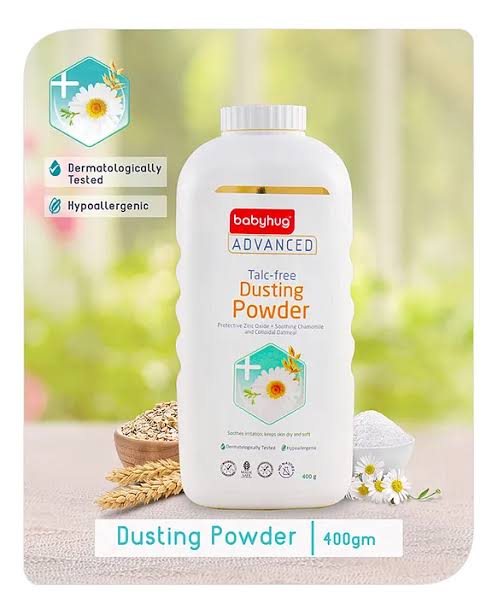 Dermatologically
Tested
Hypoallergenic
babyhug
ADVANCED
Talc-free
Dusting
Powder
Protective Zinc Oxide + Soothing Chamomile
and Colloidal Oatmeal
Soothes irritation, keeps skin dry and soft
Dermatologically Tested
Hypoallergenic
400 g
Dusting Powder
400gm